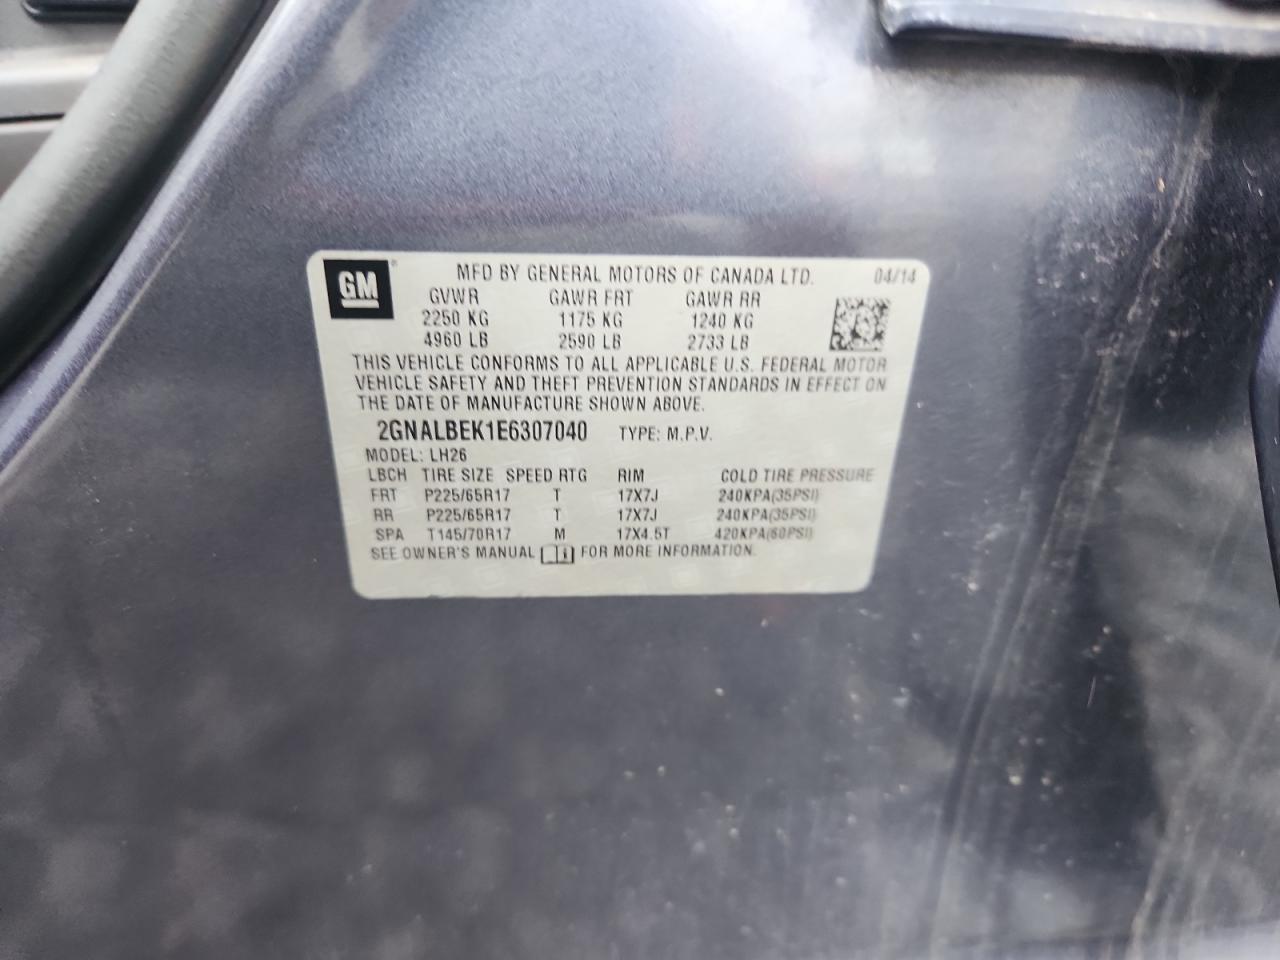 GM
MFD BY GENERAL MOTORS OF CANADA LTD. 04/14
GVWR GAWR FRT GAWR RR
2250 KG 1175 KG 1240 KG
4960 LB 2590 LB 2733 LB
THIS VEHICLE CONFORMS TO ALL APPLICABLE U.S. FEDERAL MOTOR
VEHICLE SAFETY AND THEFT PREVENTION STANDARDS IN EFFECT ON
THE DATE OF MANUFACTURE SHOWN ABOVE.
2GNALBEK1E6307040 TYPE: M.P.V.
MODEL: LH26
LBCH TIRE SIZE SPEED RTG RIM COLD TIRE PRESSURE
FRT P225/65R17 T 17X7J 240KPA(35PSI)
RR P225/65R17 T 17X7J 240KPA(35PSI)
SPA T145/70R17 M 17X4.5T 420KPA(60PSI)
SEE OWNER'S MANUAL FOR MORE INFORMATION.